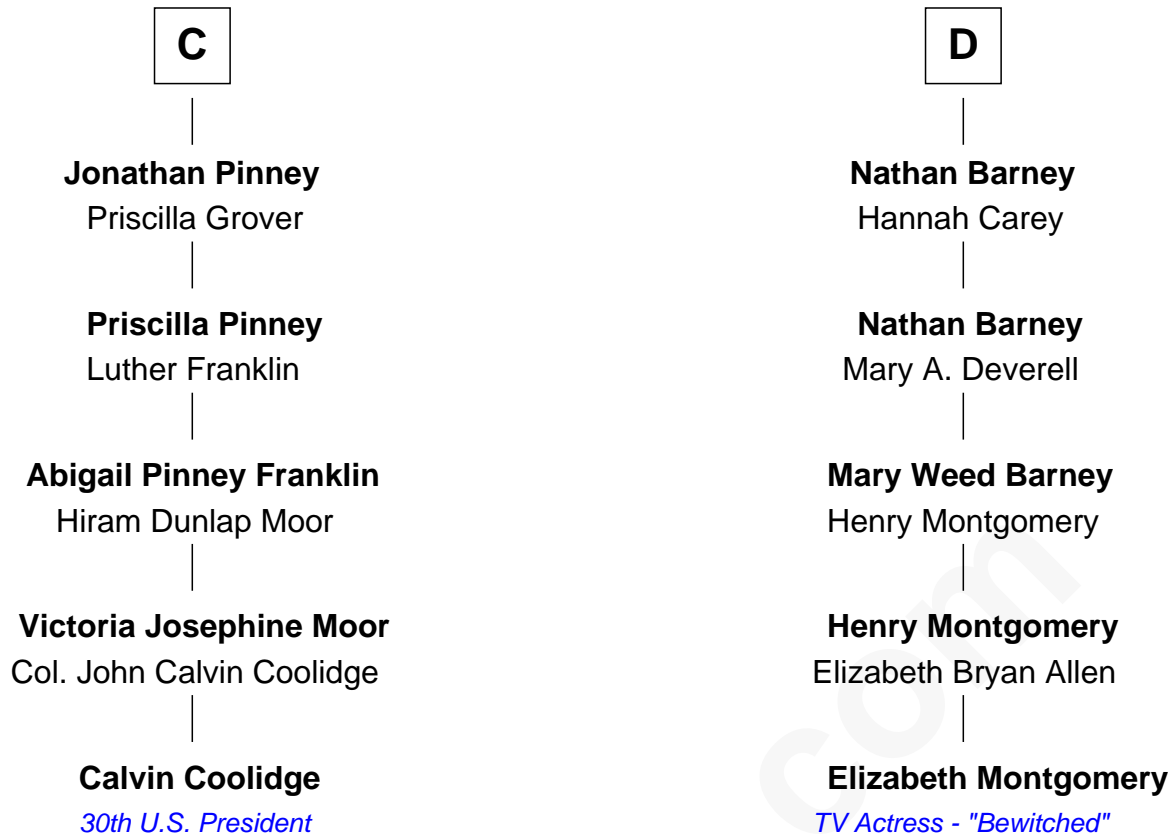 C
Jonathan Pinney
Priscilla Grover
Priscilla Pinney
Luther Franklin
Abigail Pinney Franklin
Hiram Dunlap Moor
Victoria Josephine Moor
Col. John Calvin Coolidge
Calvin Coolidge
30th U.S. President
D
Nathan Barney
Hannah Carey
Nathan Barney
Mary A. Deverell
Mary Weed Barney
Henry Montgomery
Henry Montgomery
Elizabeth Bryan Allen
Elizabeth Montgomery
TV Actress - "Bewitched"
com